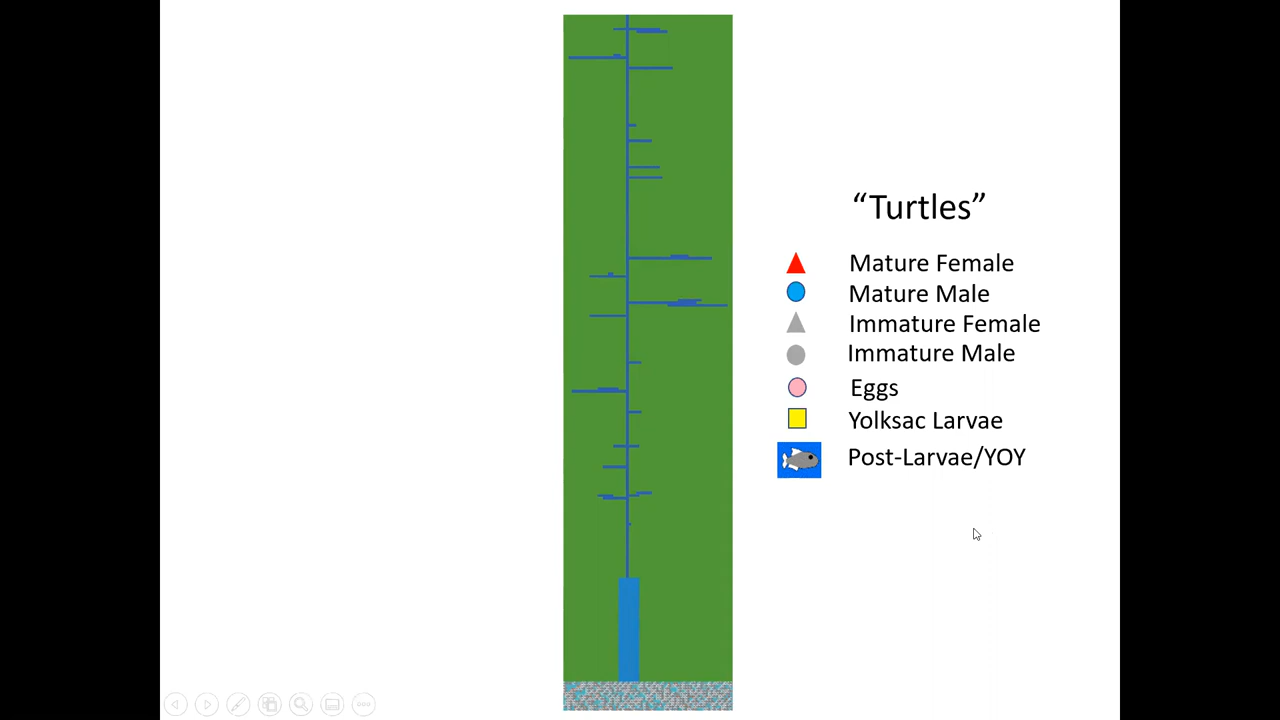 “Turtles”
Mature Female
Mature Male
Immature Female
Immature Male
Eggs
Yolksac Larvae
Post-Larvae/YOY